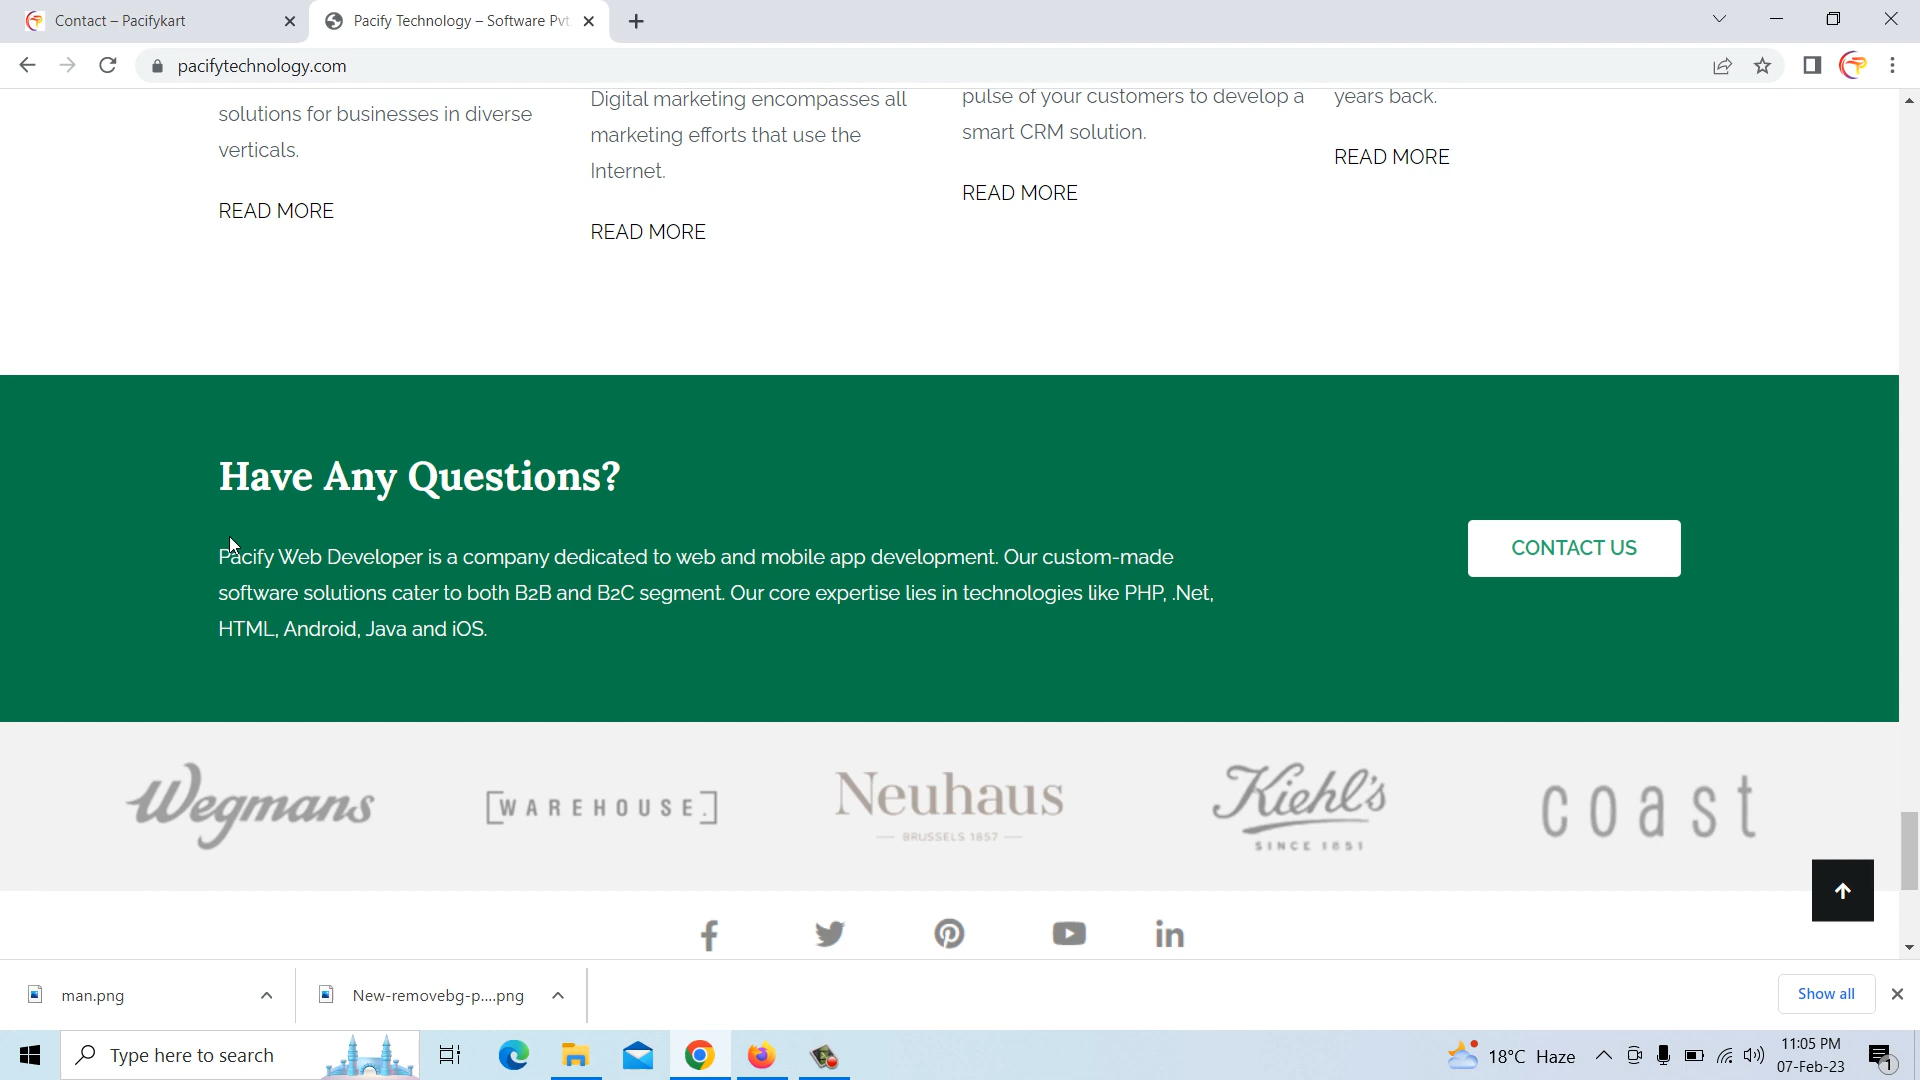 Contact – Pacifykart
Pacify Technology – Software Pvt
pacifytechnology.com
solutions for businesses in diverse
verticals.
READ MORE
Digital marketing encompasses all
marketing efforts that use the
Internet.
READ MORE
pulse of your customers to develop a
smart CRM solution.
READ MORE
years back.
READ MORE
Have Any Questions?
Pacify Web Developer is a company dedicated to web and mobile app development. Our custom-made
software solutions cater to both B2B and B2C segment. Our core expertise lies in technologies like PHP, .Net,
HTML, Android, Java and iOS.
CONTACT US
Wegmans
[WAREHOUSE.]
Neuhaus
BRUSSELS 1857
Kiehl's
SINCE 1851
coast
man.png
New-removebg-p....png
Show all
Type here to search
18°C Haze
11:05 PM
07-Feb-23
1